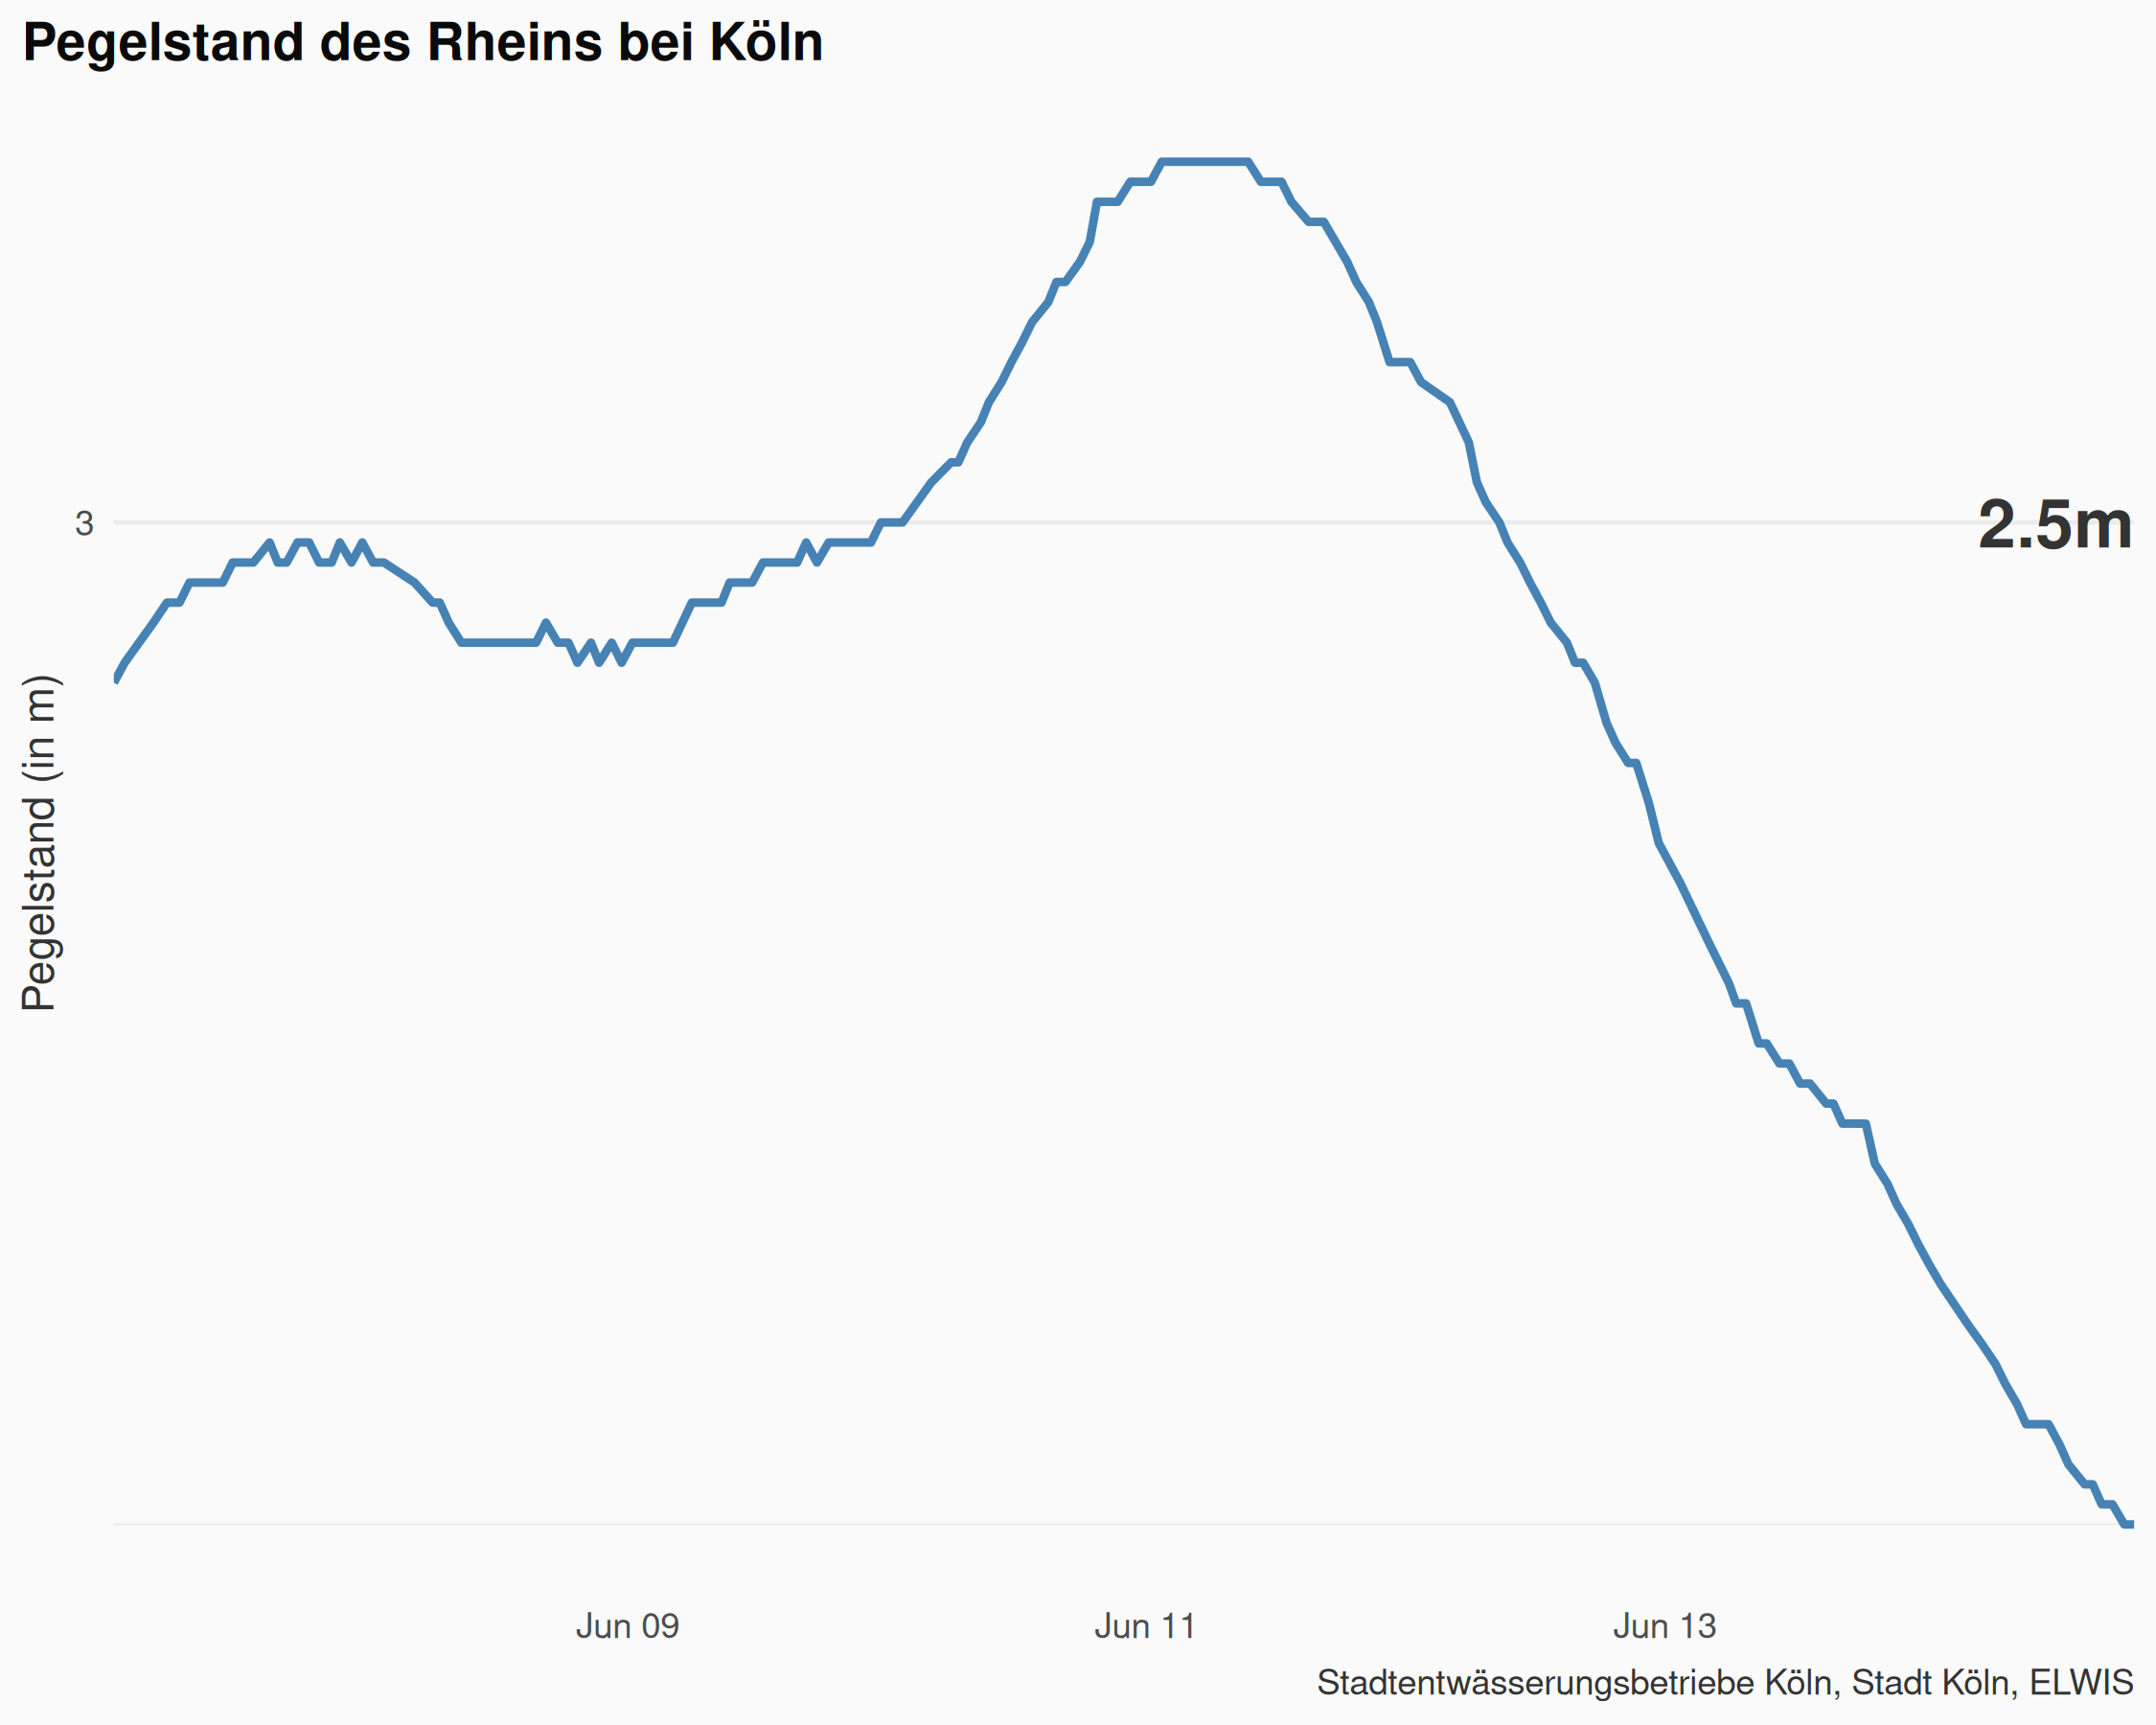 Pegelstand des Rheins bei Köln
3
2.5m
Pegelstand (in m)
Jun 09
Jun 11
Jun 13
Stadtentwässerungsbetriebe Köln, Stadt Köln, ELWIS